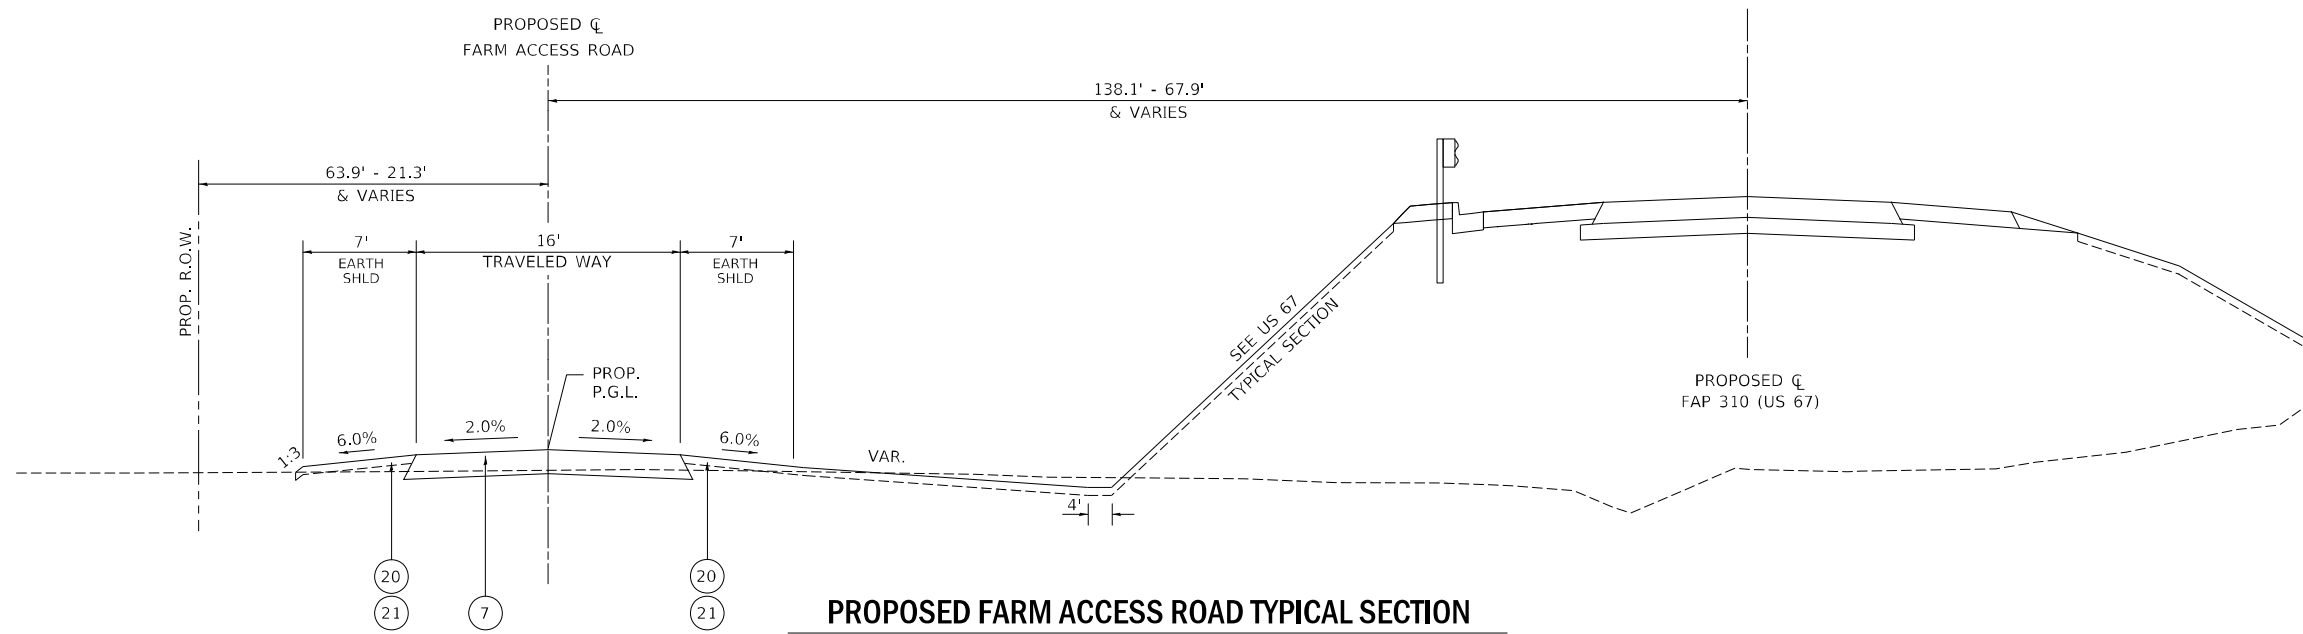 PROPOSED ℄
FARM ACCESS ROAD
138.1' - 67.9'
& VARIES
63.9' - 21.3'
& VARIES
PROP. R.O.W.
7'
EARTH
SHLD
16'
TRAVELED WAY
7'
EARTH
SHLD
PROP.
P.G.L.
1:3
6.0%
2.0%
2.0%
6.0%
VAR.
4'
SEE US 67
TYPICAL SECTION
PROPOSED ℄
FAP 310 (US 67)
20
21
7
20
21
PROPOSED FARM ACCESS ROAD TYPICAL SECTION